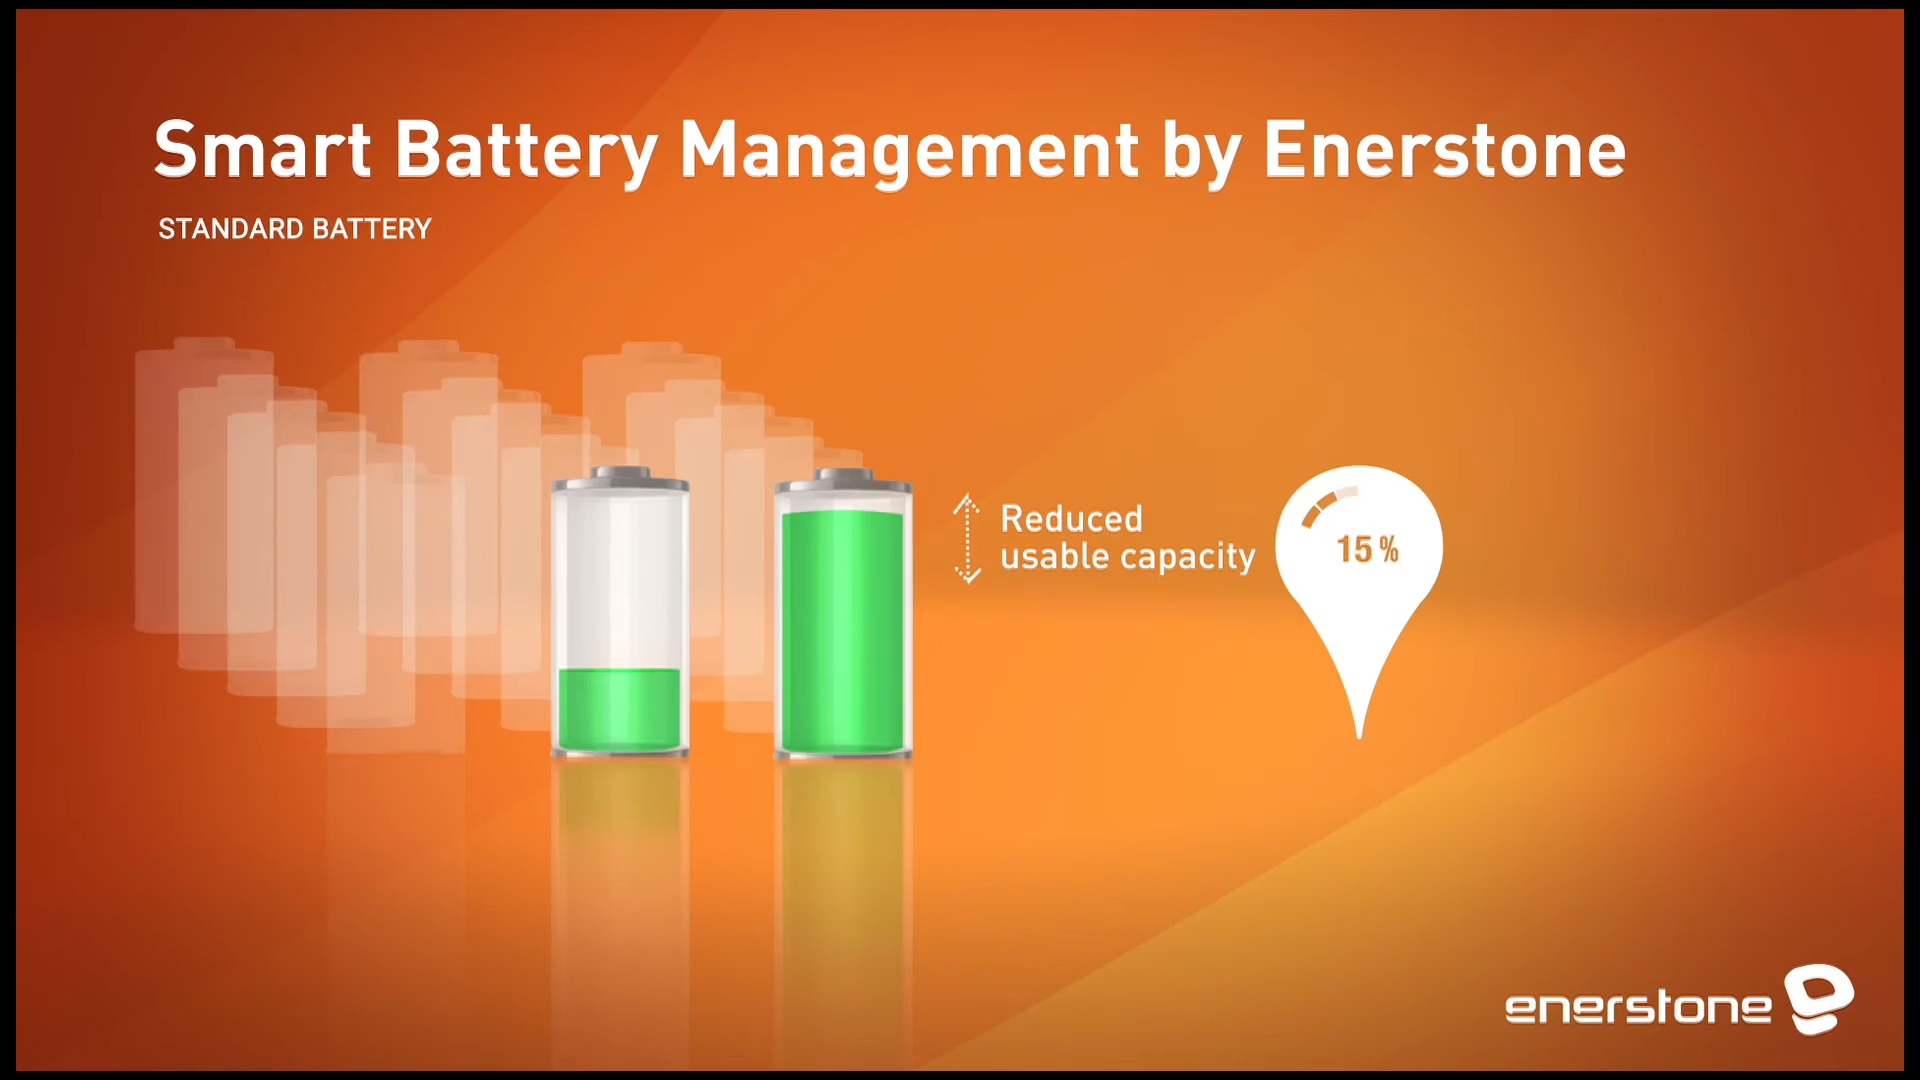 Smart Battery Management by Enerstone
STANDARD BATTERY
Reduced
usable capacity
15 %
enerstone